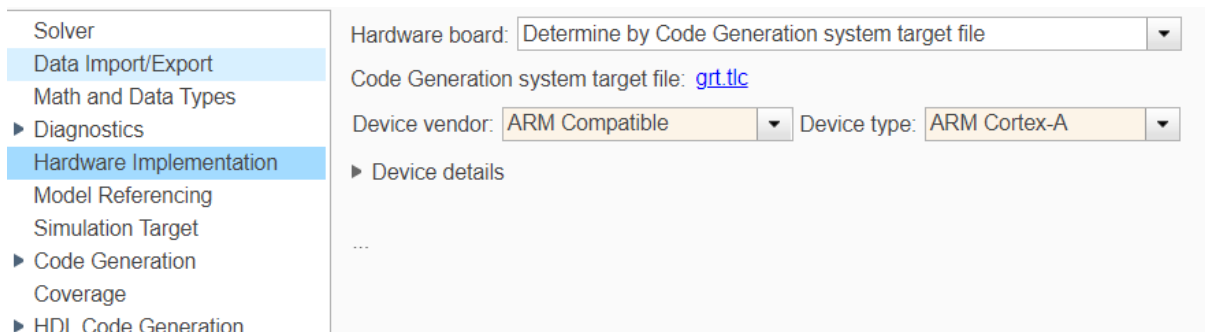 Solver
Data Import/Export
Math and Data Types
Diagnostics
Hardware Implementation
Model Referencing
Simulation Target
Code Generation
Coverage
HDL Code Generation
Hardware board: Determine by Code Generation system target file
Code Generation system target file: grt.tlc
Device vendor: ARM Compatible Device type: ARM Cortex-A
Device details
...